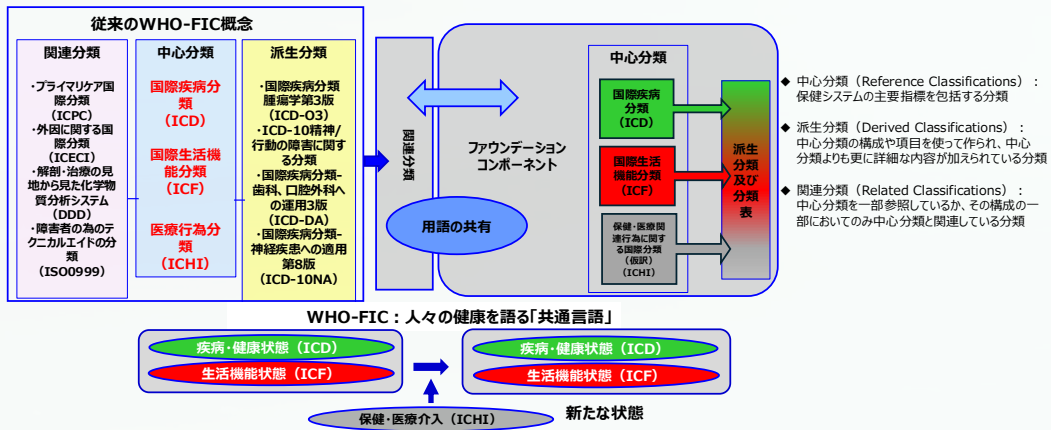 従来のWHO-FIC概念
関連分類
・プライマリケア国
際分類
(ICPC)
・外因に関する国
際分類
(ICECI)
・解剖・治療の見
地から見た化学物
質分析システム
(DDD)
・障害者の為のテ
クニカルエイドの分
類
(ISO0999)
中心分類
国際疾病分
類
(ICD)
国際生活機
能分類
(ICF)
医療行為分
類
(ICHI)
派生分類
・国際疾病分類
腫瘍学第3版
(ICD-O3)
・ICD-10精神/
行動の障害に関す
る分類
・国際疾病分類-
歯科、口腔外科へ
の運用3版
(ICD-DA)
・国際疾病分類-
神経疾患への適用
第8版
(ICD-10NA)
関連分類
用語の共有
ファウンデーション
コンポーネント
中心分類
国際疾病
分類
(ICD)
国際生活
機能分類
(ICF)
保健・医療関
連行為に関す
る国際分類
(仮訳)
(ICHI)
派生分類及び分類表
◆ 中心分類(Reference Classifications):
保健システムの主要指標を包括する分類
◆ 派生分類(Derived Classifications):
中心分類の構成や項目を使って作られ、中心
分類よりも更に詳細な内容が加えられている分類
◆ 関連分類(Related Classifications):
中心分類を一部参照しているか、その構成の一
部においてのみ中心分類と関連している分類
WHO-FIC:人々の健康を語る「共通言語」
疾病・健康状態(ICD)
生活機能状態(ICF)
疾病・健康状態(ICD)
生活機能状態(ICF)
保健・医療介入(ICHI)
新たな状態